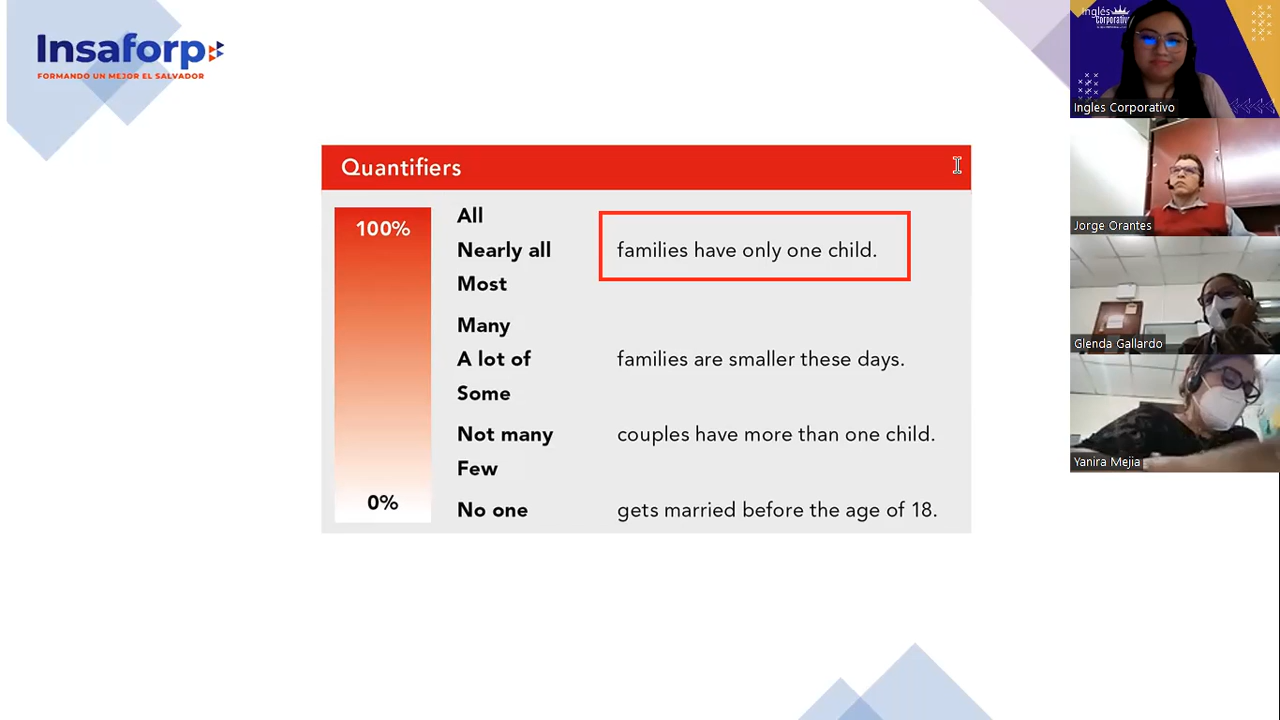 Insaforp
FORMANDO UN MEJOR EL SALVADOR
Quantifiers
100%
All
Nearly all families have only one child.
Most
Many
A lot of families are smaller these days.
Some
Not many couples have more than one child.
Few
0%
No one gets married before the age of 18.
Inglés
Corporativo
Ingles Corporativo
Jorge Orantes
Glenda Gallardo
Yanira Mejia